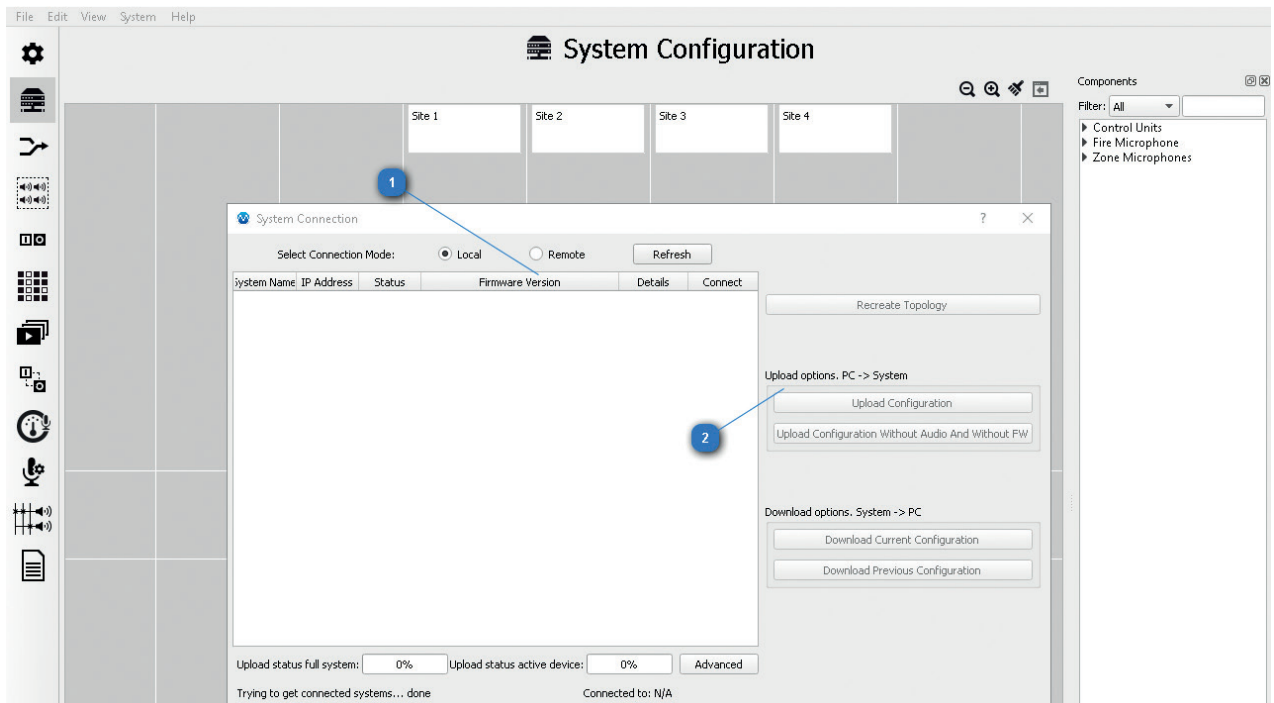 File Edit View System Help
System Configuration
Components
Filter: All
Control Units
Fire Microphone
Zone Microphones
Site 1 Site 2 Site 3 Site 4
1
System Connection ?
Select Connection Mode: Local Remote Refresh
System Name IP Address Status Firmware Version Details Connect
Recreate Topology
Upload options. PC -> System
Upload Configuration
2
Upload Configuration Without Audio And Without FW
Download options. System -> PC
Download Current Configuration
Download Previous Configuration
Upload status full system: 0% Upload status active device: 0% Advanced
Trying to get connected systems... done Connected to: N/A